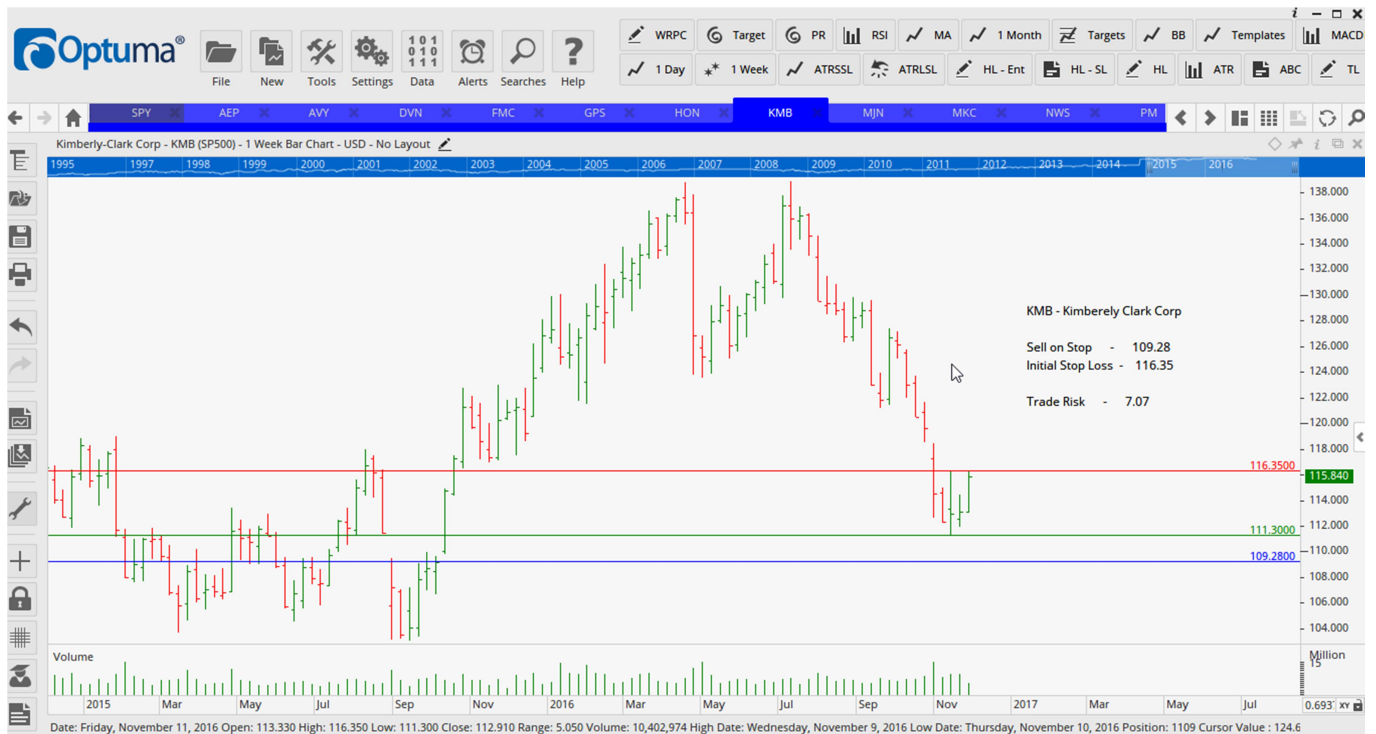 i
Optuma®
File New Tools Settings Data Alerts Searches Help
101 010 111
WRPC Target PR RSI MA 1 Month Targets BB Templates MACD
1 Day 1 Week ATRSSL ATRLSL HL - Ent HL - SL HL ATR ABC TL
SPY AEP AVY DVN FMC GPS HON KMB MJN MKC NWS PM
Kimberly-Clark Corp - KMB (SP500) - 1 Week Bar Chart - USD - No Layout
1995 1997 1998 1999 2000 2001 2002 2003 2004 2005 2006 2007 2008 2009 2010 2011 2012 2013 2014 2015 2016
138.000
136.000
134.000
132.000
130.000
128.000
126.000
124.000
122.000
120.000
118.000
115.840
114.000
112.000
110.000
108.000
106.000
104.000
KMB - Kimberely Clark Corp
Sell on Stop - 109.28
Initial Stop Loss - 116.35
Trade Risk - 7.07
116.3500
111.3000
109.2800
Volume
Million
15
2015 Mar May Jul Sep Nov 2016 Mar May Jul Sep Nov 2017 Mar May Jul
0.693 XY
Date: Friday, November 11, 2016 Open: 113.330 High: 116.350 Low: 111.300 Close: 112.910 Range: 5.050 Volume: 10,402,974 High Date: Wednesday, November 9, 2016 Low Date: Thursday, November 10, 2016 Position: 1109 Cursor Value : 124.6